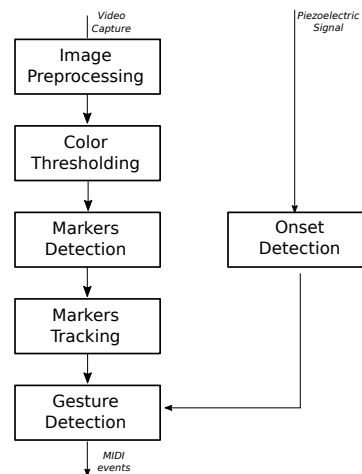 Video
Capture
Piezoelectric
Signal
Image
Preprocessing
Color
Thresholding
Markers
Detection
Onset
Detection
Markers
Tracking
Gesture
Detection
MIDI
events